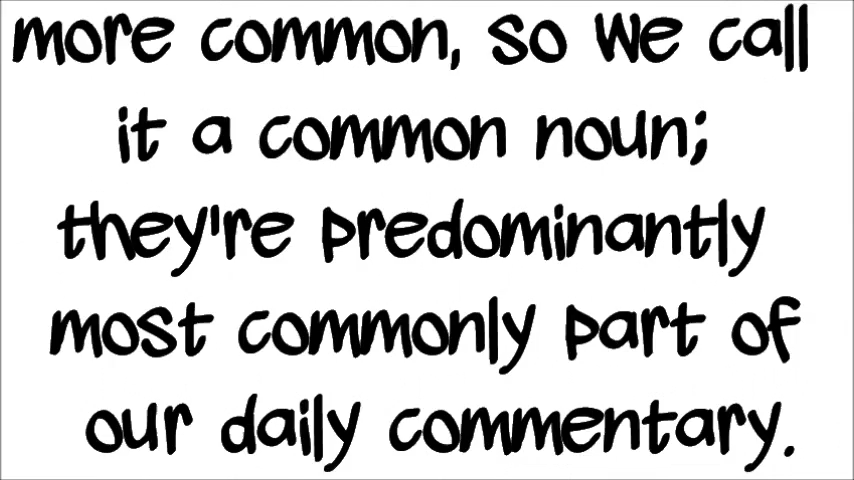 more common, so we call
it a common noun;
they're predominantly
most commonly part of
our daily commentary.